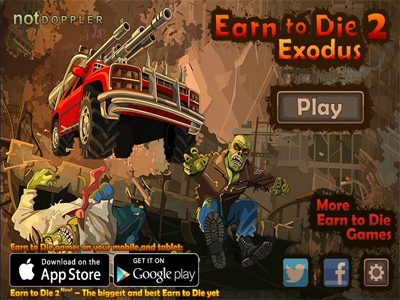 notDOPPLER
Earn to Die 2
Exodus
Play
More
Earn to Die
Games
Earn to Die games on your mobile and tablet:
Download on the
App Store
GET IT ON
Google play
Earn to Die 2 New! – The biggest and best Earn to Die yet